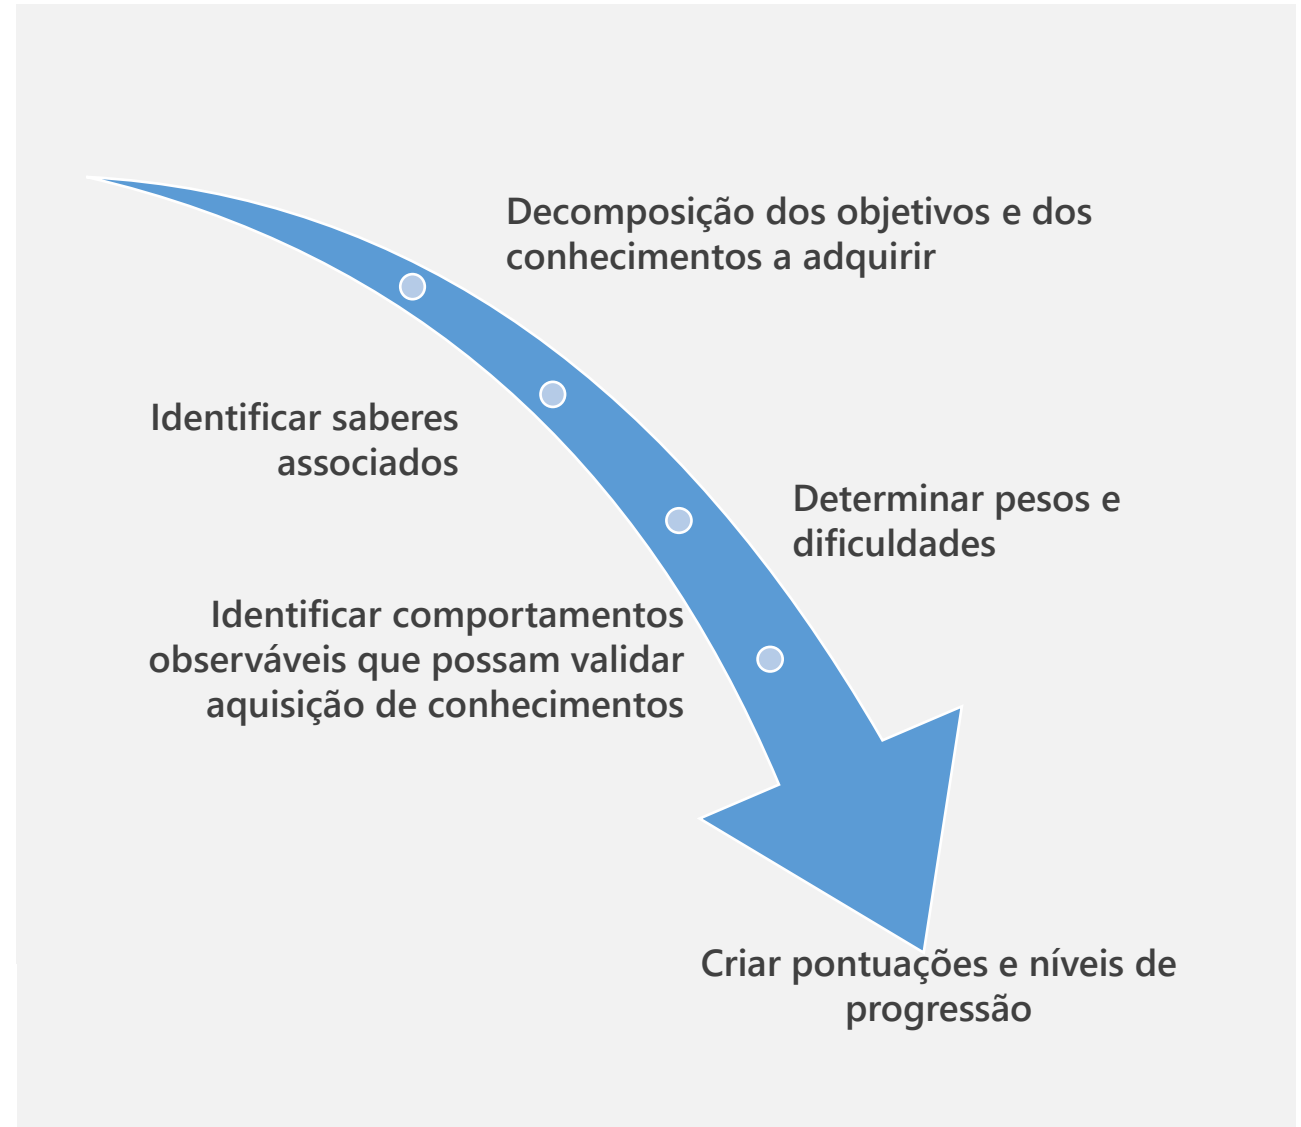 Decomposição dos objetivos e dos
conhecimentos a adquirir
Identificar saberes
associados
Determinar pesos e
dificuldades
Identificar comportamentos
observáveis que possam validar
aquisição de conhecimentos
Criar pontuações e níveis de
progressão